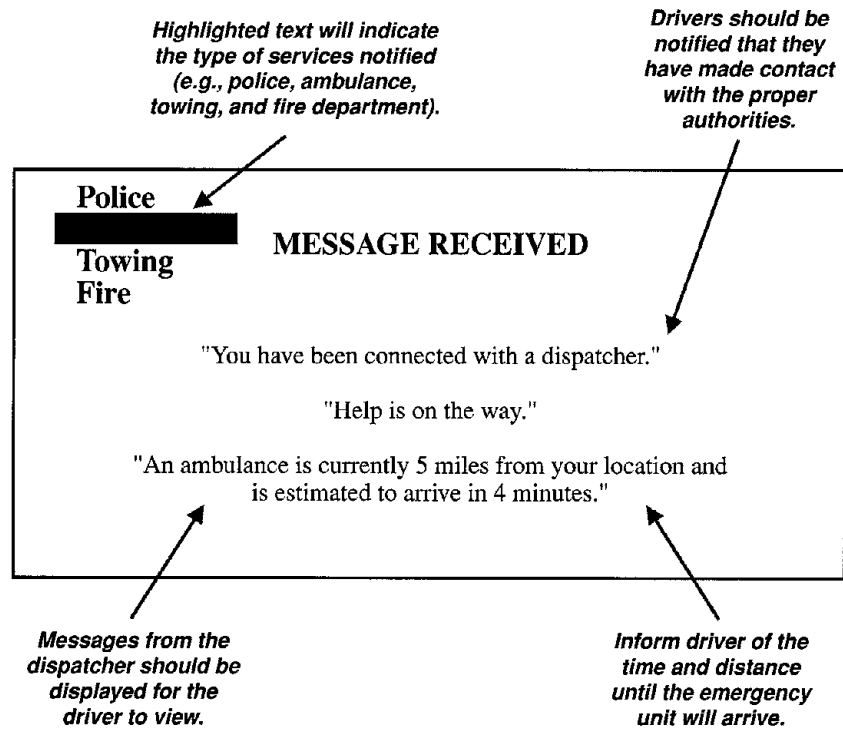 Highlighted text will indicate
the type of services notified
(e.g., police, ambulance,
towing, and fire department).
Drivers should be
notified that they
have made contact
with the proper
authorities.
Police
Towing
Fire
MESSAGE RECEIVED
"You have been connected with a dispatcher."
"Help is on the way."
"An ambulance is currently 5 miles from your location and
is estimated to arrive in 4 minutes."
Messages from the
dispatcher should be
displayed for the
driver to view.
Inform driver of the
time and distance
until the emergency
unit will arrive.